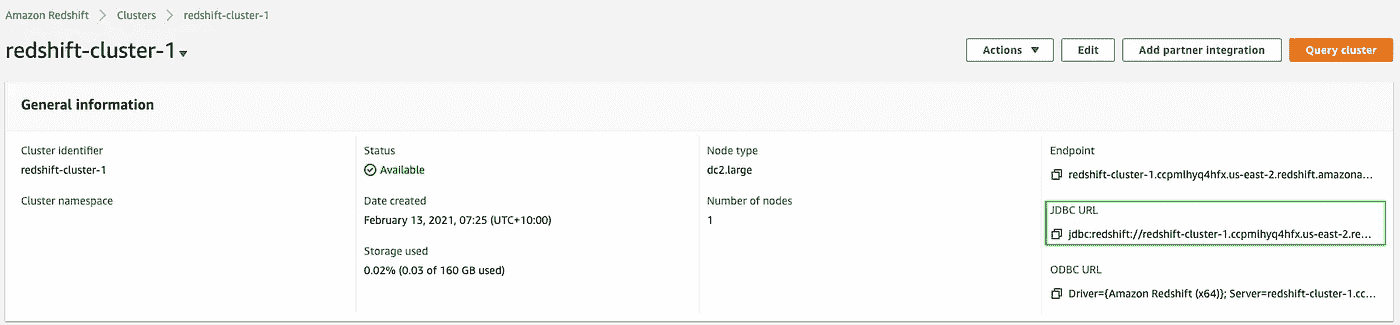 Amazon Redshift > Clusters > redshift-cluster-1
redshift-cluster-1
Actions Edit Add partner integration Query cluster
General information
Cluster identifier
redshift-cluster-1
Cluster namespace
Status
Available
Date created
February 13, 2021, 07:25 (UTC+10:00)
Storage used
0.02% (0.03 of 160 GB used)
Node type
dc2.large
Number of nodes
1
Endpoint
redshift-cluster-1.ccpmlhyq4hfx.us-east-2.redshift.amazona...
JDBC URL
jdbc:redshift://redshift-cluster-1.ccpmlhyq4hfx.us-east-2.re...
ODBC URL
Driver={Amazon Redshift (x64)}; Server=redshift-cluster-1.cc...